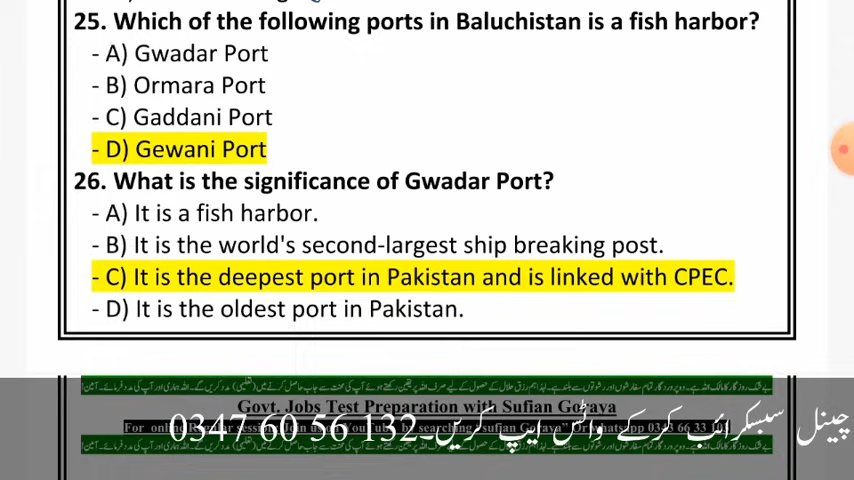 25. Which of the following ports in Baluchistan is a fish harbor?
- A) Gwadar Port
- B) Ormara Port
- C) Gaddani Port
- D) Gewani Port
26. What is the significance of Gwadar Port?
- A) It is a fish harbor.
- B) It is the world's second-largest ship breaking post.
- C) It is the deepest port in Pakistan and is linked with CPEC.
- D) It is the oldest port in Pakistan.
Govt. Jobs Test Preparation with Sufian Goraya
چینل سبسکرائب کرکے واٹس ایپ کریں۔0347 60 56 132